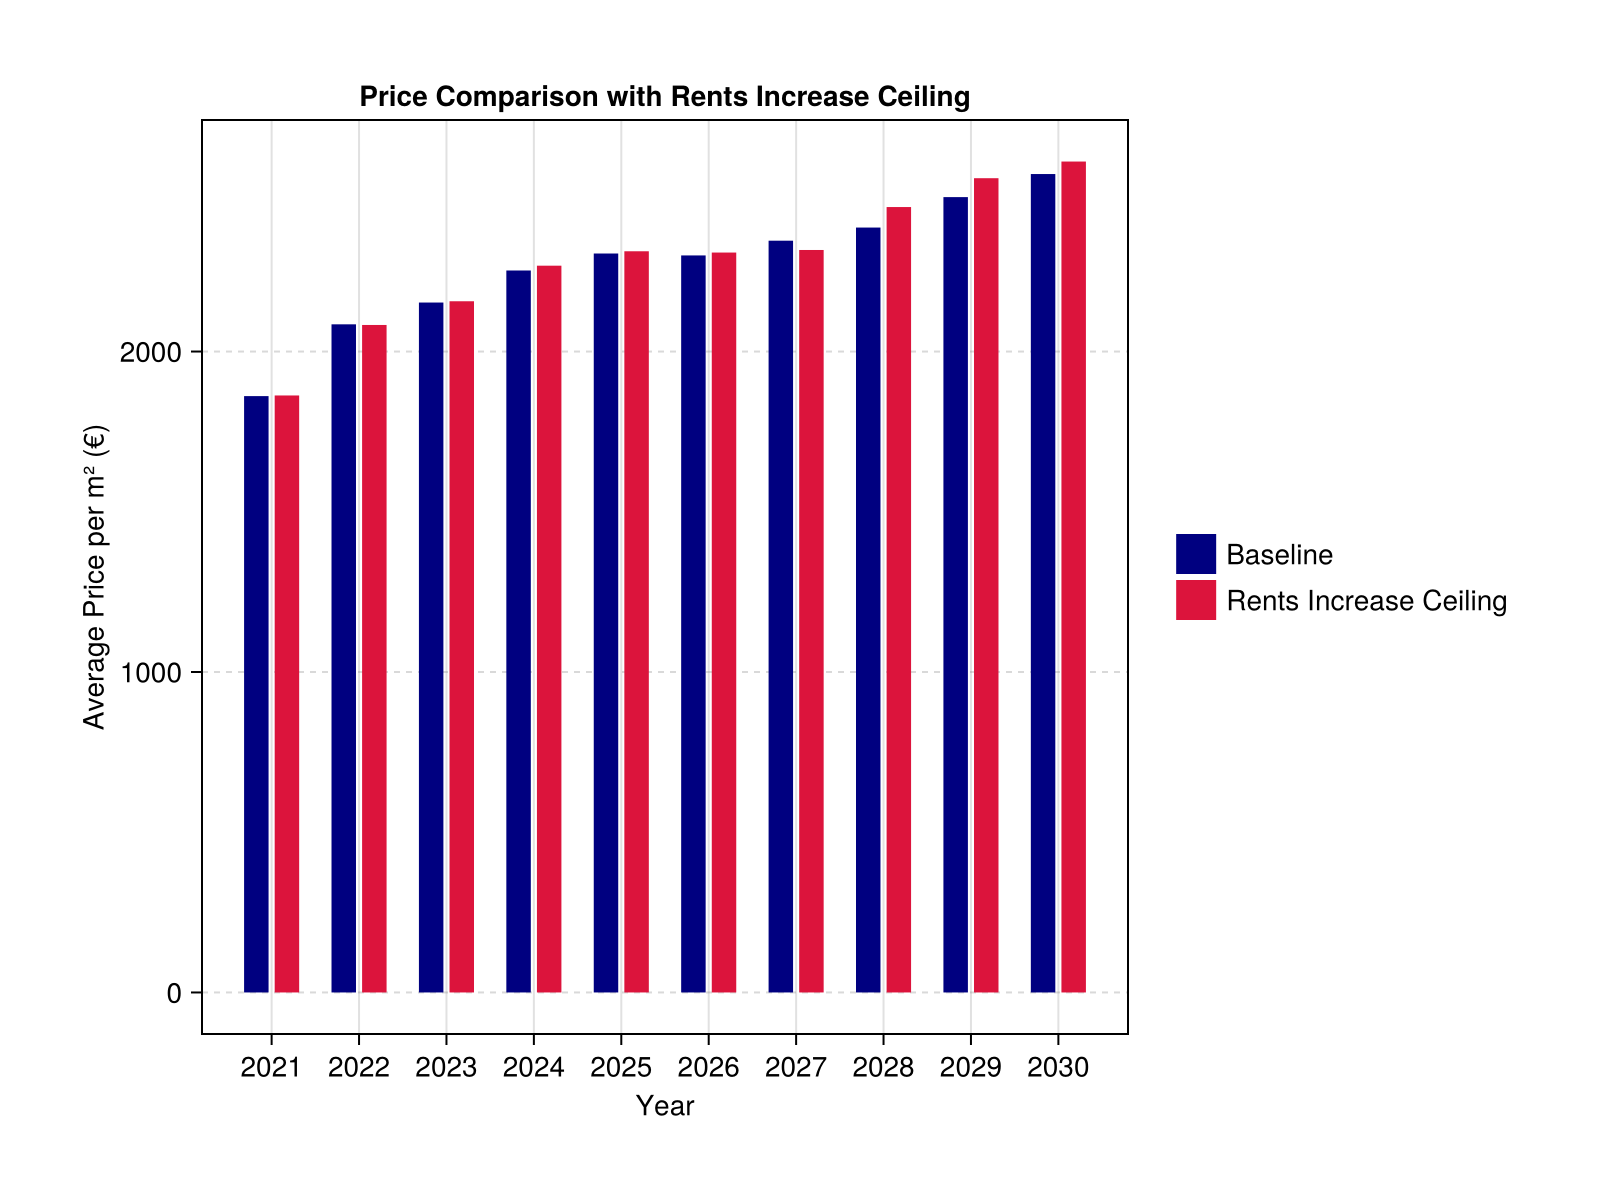 Price Comparison with Rents Increase Ceiling
Average Price per m² (€)
2000
1000
0
2021 2022 2023 2024 2025 2026 2027 2028 2029 2030
Year
Baseline
Rents Increase Ceiling